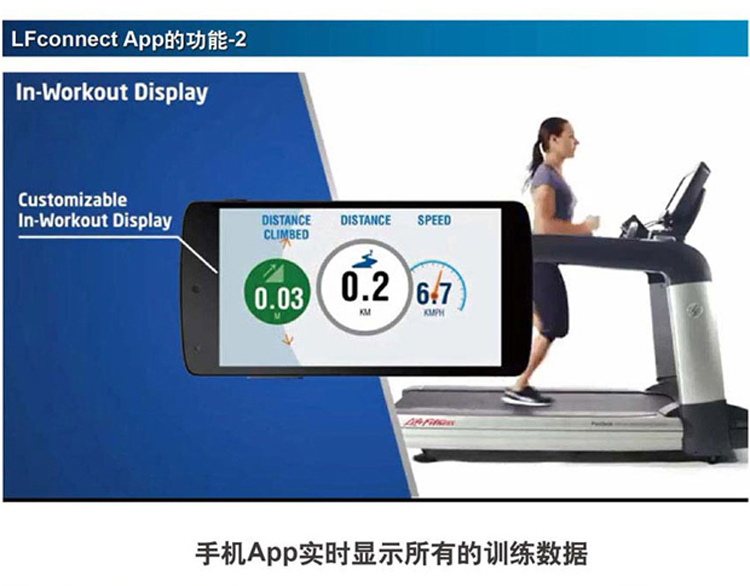 LFconnect App的功能-2
In-Workout Display
Customizable
In-Workout Display
DISTANCE
CLIMBED
DISTANCE
SPEED
0.03
M
0.2
KM
6.7
KMPH
Life Fitness
手机App实时显示所有的训练数据